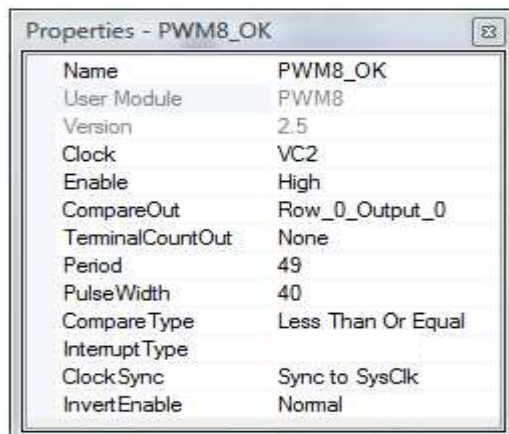 Properties - PWM8_OK
Name PWM8_OK
User Module PWM8
Version 2.5
Clock VC2
Enable High
CompareOut Row_0_Output_0
TerminalCountOut None
Period 49
PulseWidth 40
CompareType Less Than Or Equal
InterruptType
ClockSync Sync to SysClk
InvertEnable Normal